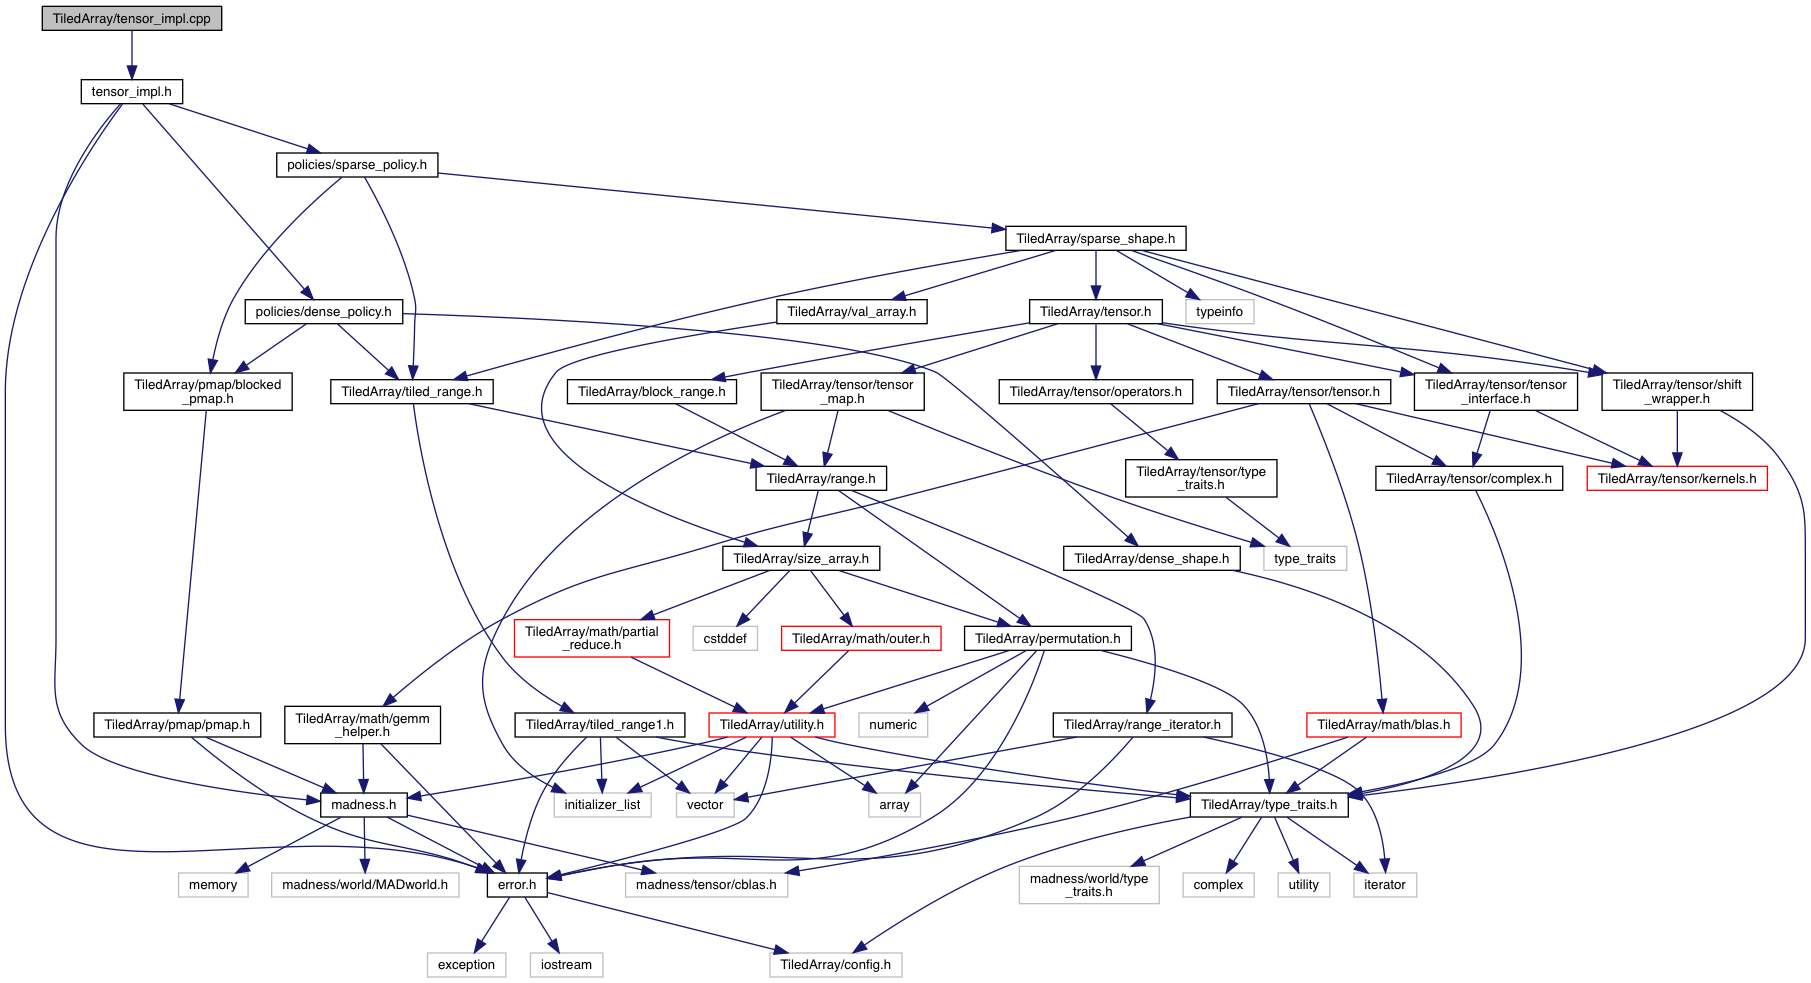 TiledArray/tensor_impl.cpp
tensor_impl.h
policies/sparse_policy.h
TiledArray/sparse_shape.h
policies/dense_policy.h
TiledArray/val_array.h
TiledArray/tensor.h
typeinfo
TiledArray/pmap/blocked
_pmap.h
TiledArray/tiled_range.h
TiledArray/block_range.h
TiledArray/tensor/tensor
_map.h
TiledArray/tensor/operators.h
TiledArray/tensor/tensor.h
TiledArray/tensor/tensor
_interface.h
TiledArray/tensor/shift
_wrapper.h
TiledArray/range.h
TiledArray/tensor/type
_traits.h
TiledArray/tensor/complex.h
TiledArray/tensor/kernels.h
TiledArray/size_array.h
TiledArray/dense_shape.h
type_traits
TiledArray/math/partial
_reduce.h
cstddef
TiledArray/math/outer.h
TiledArray/permutation.h
TiledArray/pmap/pmap.h
TiledArray/math/gemm
_helper.h
TiledArray/tiled_range1.h
TiledArray/utility.h
numeric
TiledArray/range_iterator.h
TiledArray/math/blas.h
madness.h
initializer_list
vector
array
TiledArray/type_traits.h
memory
madness/world/MADworld.h
error.h
madness/tensor/cblas.h
madness/world/type
_traits.h
complex
utility
iterator
exception
iostream
TiledArray/config.h